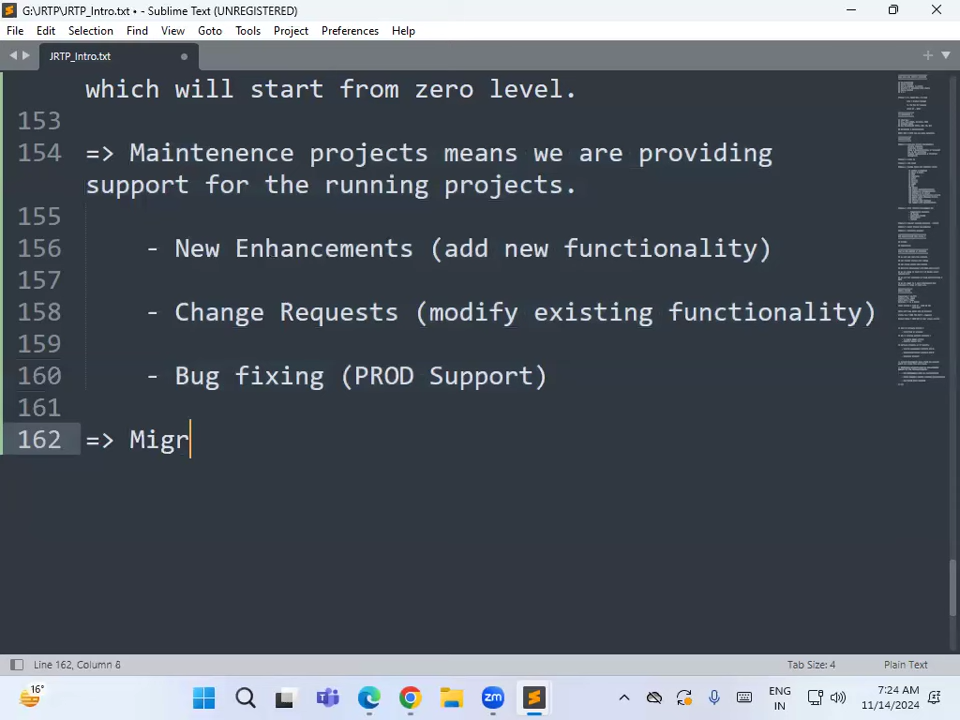 G:\JRTP\JRTP_Intro.txt • - Sublime Text (UNREGISTERED)
File Edit Selection Find View Goto Tools Project Preferences Help
JRTP_Intro.txt
which will start from zero level.
153
154 => Maintenence projects means we are providing
support for the running projects.
155
156 - New Enhancements (add new functionality)
157
158 - Change Requests (modify existing functionality)
159
160 - Bug fixing (PROD Support)
161
162 => Migr
Line 162, Column 8 Tab Size: 4 Plain Text
16° zm ENG IN 7:24 AM 11/14/2024